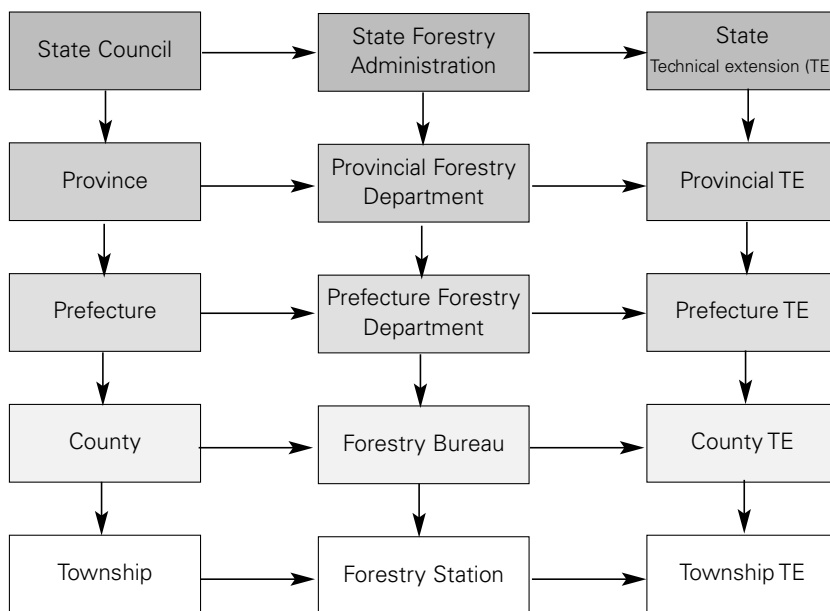 State Council
State Forestry
Administration
State
Technical extension (TE
Province
Provincial Forestry
Department
Provincial TE
Prefecture
Prefecture Forestry
Department
Prefecture TE
County
Forestry Bureau
County TE
Township
Forestry Station
Township TE